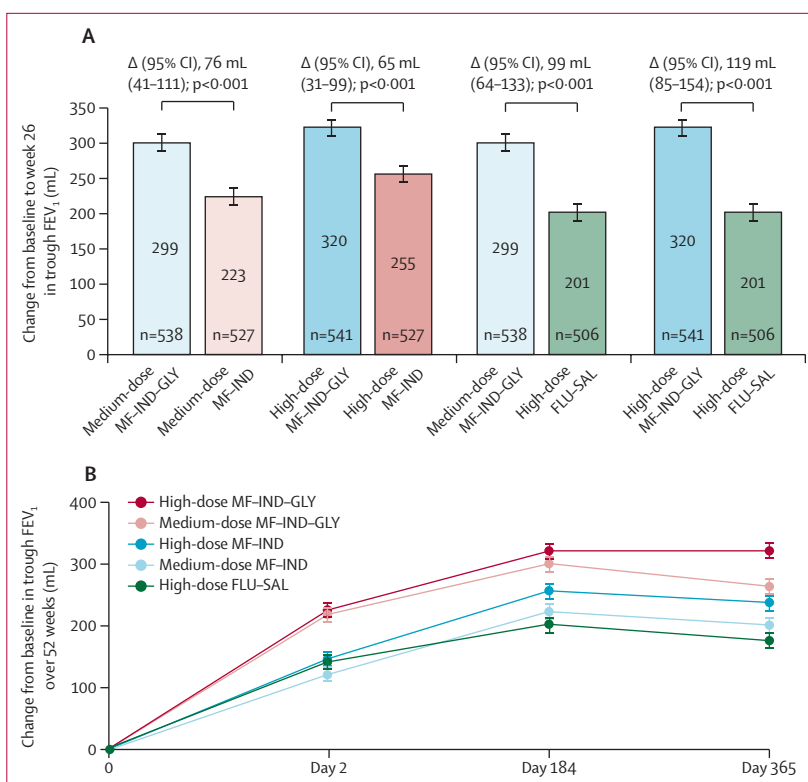 A
Δ (95% CI), 76 mL
(41–111); p<0·001
Δ (95% CI), 65 mL
(31–99); p<0·001
Δ (95% CI), 99 mL
(64–133); p<0·001
Δ (95% CI), 119 mL
(85–154); p<0·001
Change from baseline to week 26
in trough FEV₁ (mL)
350
300
250
200
150
100
50
0
299
n=538
223
n=527
320
n=541
255
n=527
299
n=538
201
n=506
320
n=541
201
n=506
Medium-dose
MF–IND–GLY
Medium-dose
MF–IND
High-dose
MF–IND–GLY
High-dose
MF–IND
Medium-dose
MF–IND–GLY
High-dose
FLU–SAL
High-dose
MF–IND–GLY
High-dose
FLU–SAL
B
Change from baseline in trough FEV₁
over 52 weeks (mL)
400
300
200
100
0
High-dose MF–IND–GLY
Medium-dose MF–IND–GLY
High-dose MF–IND
Medium-dose MF–IND
High-dose FLU–SAL
0
Day 2
Day 184
Day 365